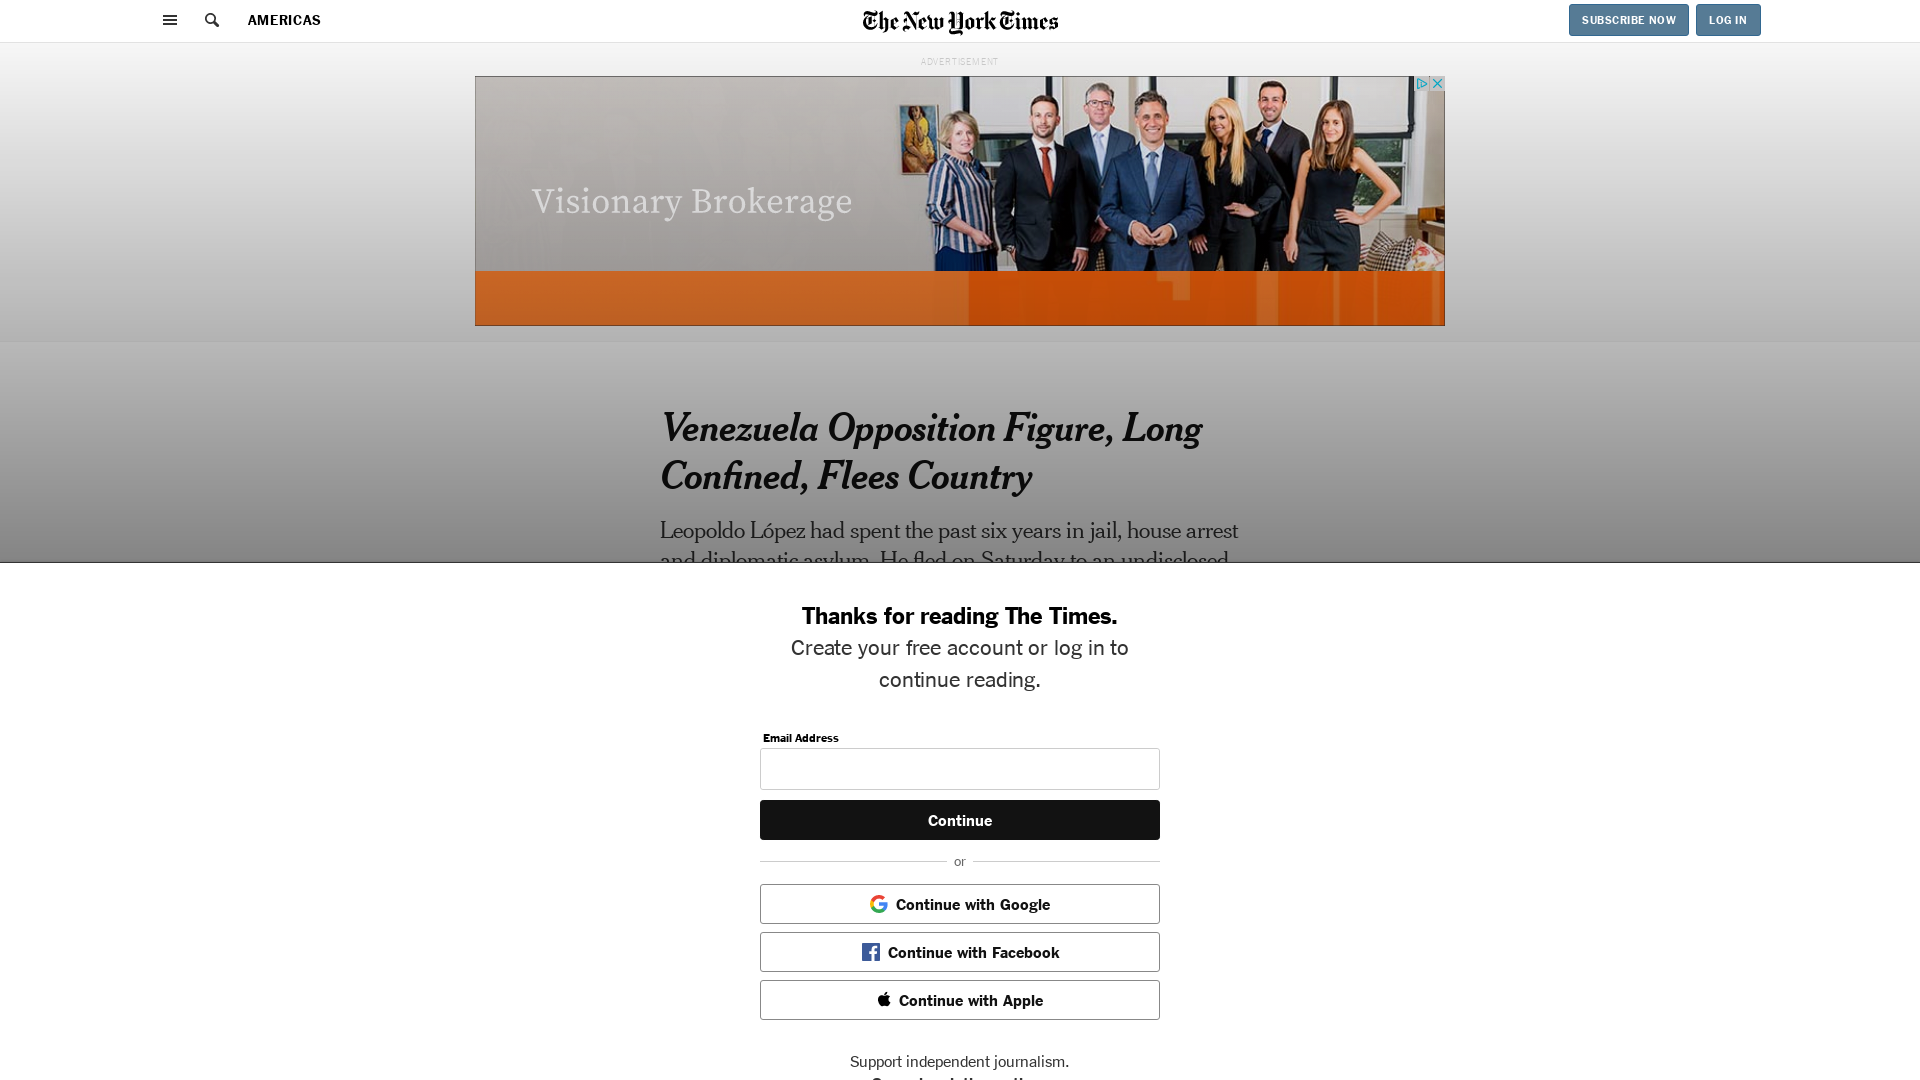 AMERICAS
The New York Times
SUBSCRIBE NOW
LOG IN
ADVERTISEMENT
Visionary Brokerage
Venezuela Opposition Figure, Long
Confined, Flees Country
Leopoldo López had spent the past six years in jail, house arrest
and diplomatic asylum. He fled on Saturday to an undisclosed
Thanks for reading The Times.
Create your free account or log in to
continue reading.
Email Address
Continue
or
Continue with Google
Continue with Facebook
Continue with Apple
Support independent journalism.